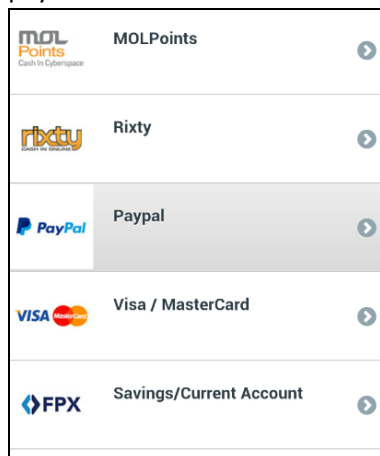 mOL
Points
Cash In Cyberspace
MOLPoints
rixty
CASH IN ONLINE
Rixty
PayPal
Paypal
VISA MasterCard
Visa / MasterCard
FPX
Savings/Current Account